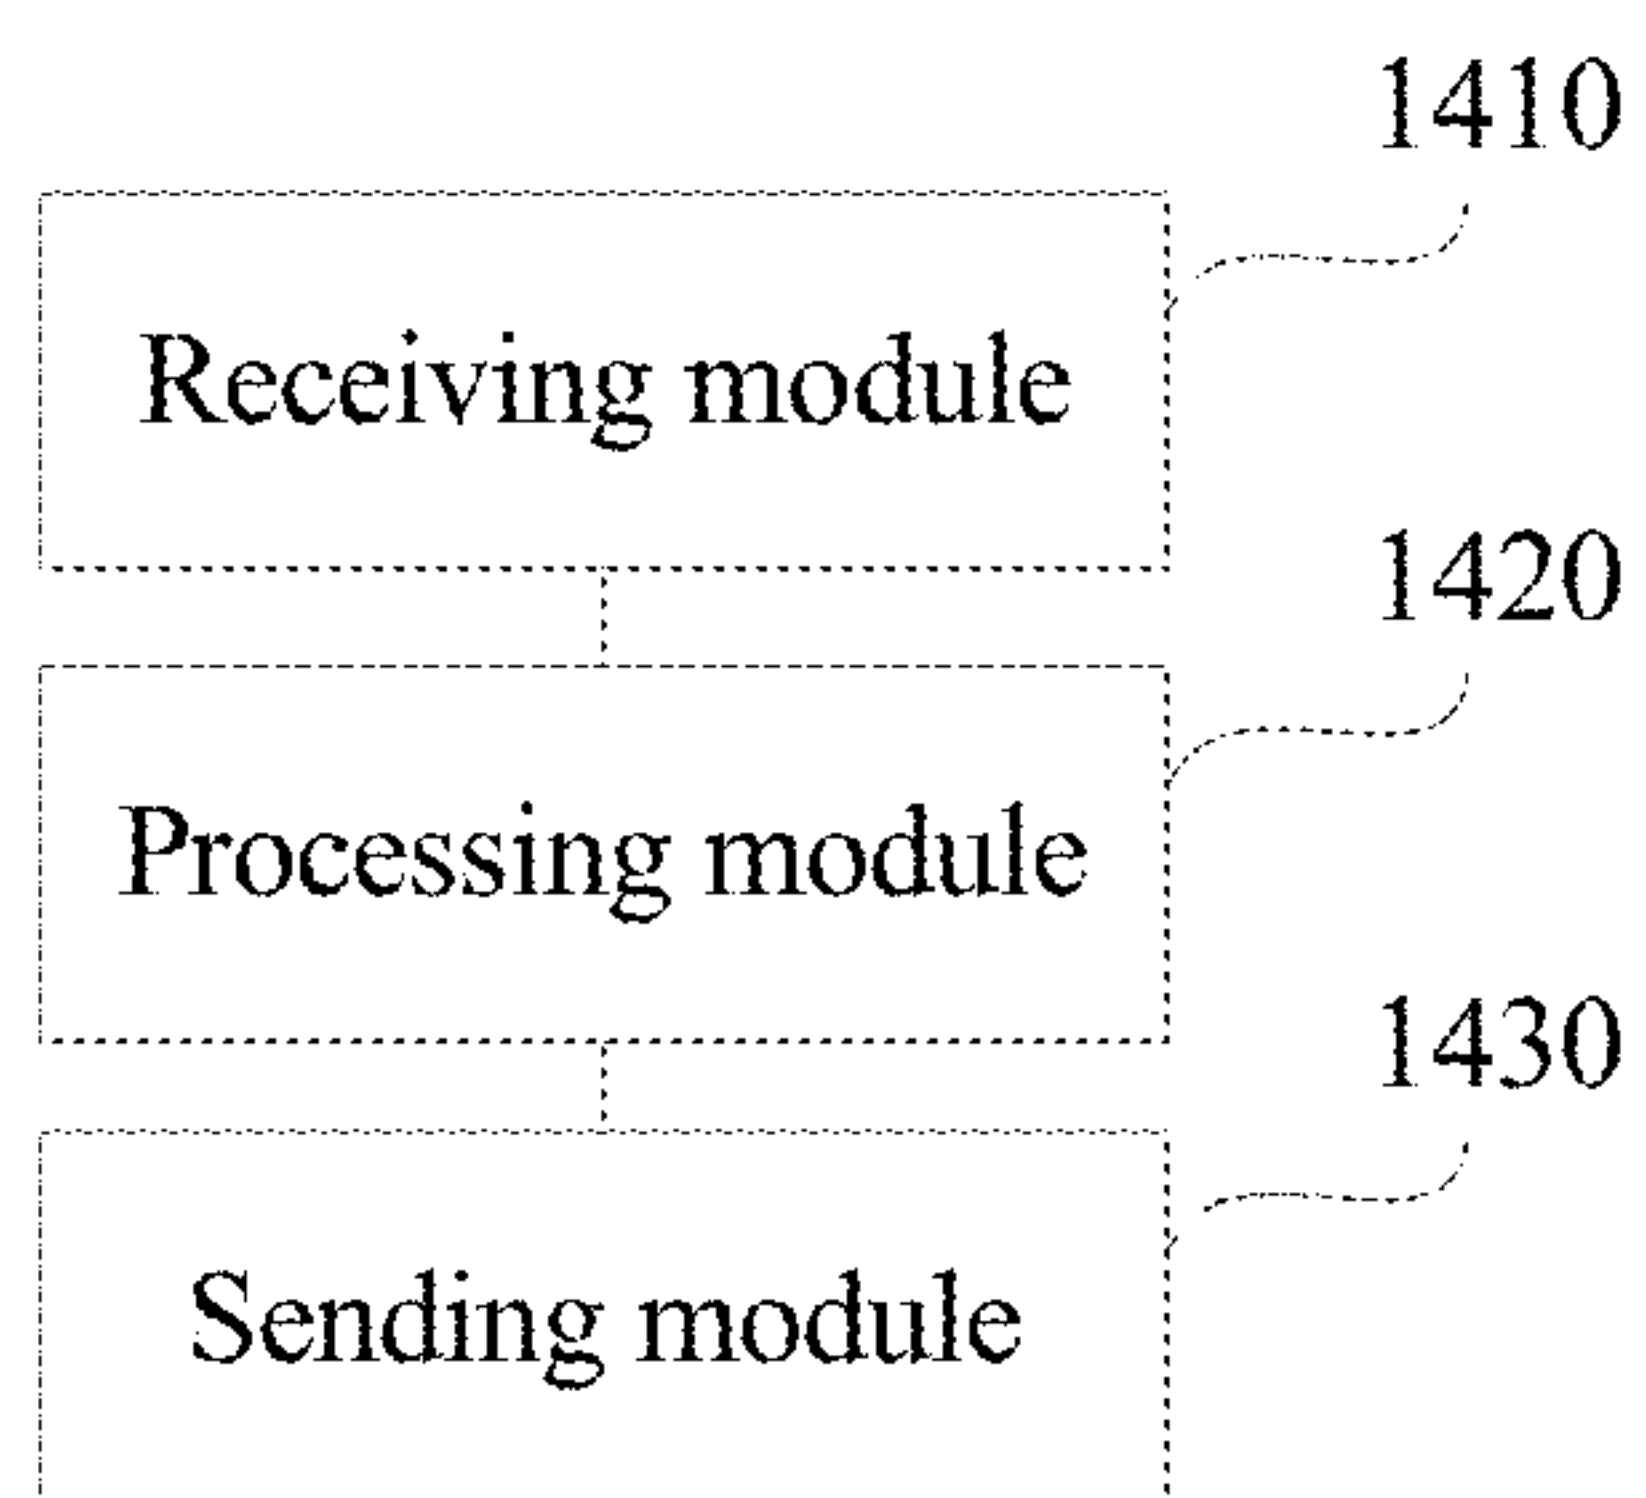 1410
Receiving module
1420
Processing module
1430
Sending module